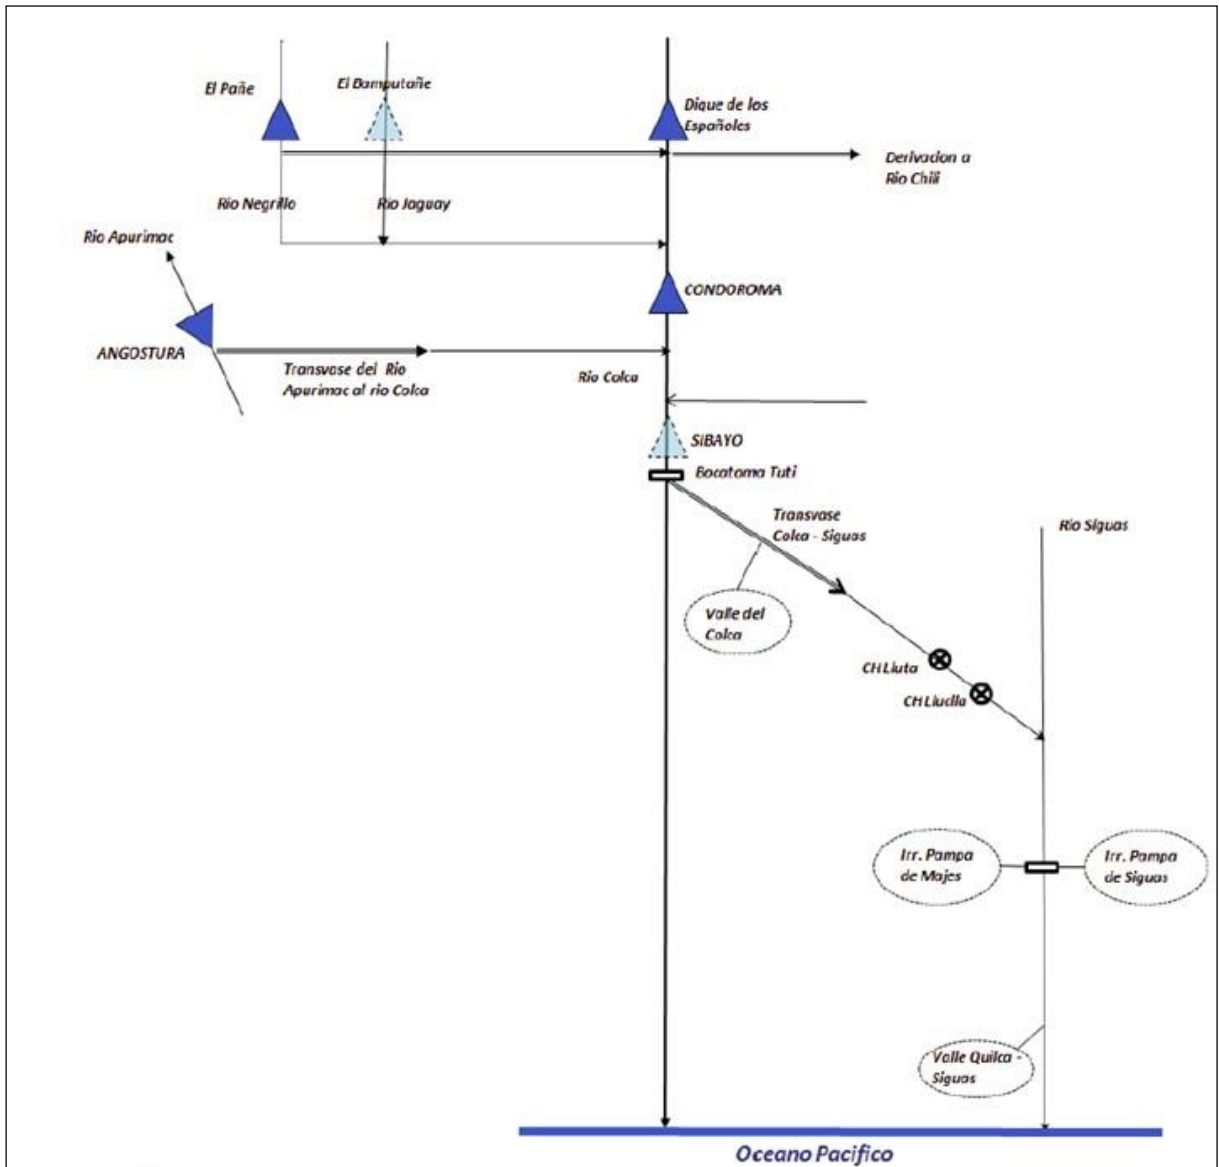 El Pañe
El Bamputañe
Dique de los
Españoles
Derivacion a
Rio Chili
Rio Negrillo
Rio Jaguay
Rio Apurimac
CONDOROMA
ANGOSTURA
Transvase del Rio
Apurimac al rio Colca
Rio Colca
SIBAYO
Bocatoma Tuti
Transvase
Colca - Siguas
Rio Siguas
Valle del
Colca
CH Lluta
CH Lluclla
Irr. Pampa
de Majes
Irr. Pampa
de Siguas
Valle Quilca -
Siguas
Oceano Pacifico